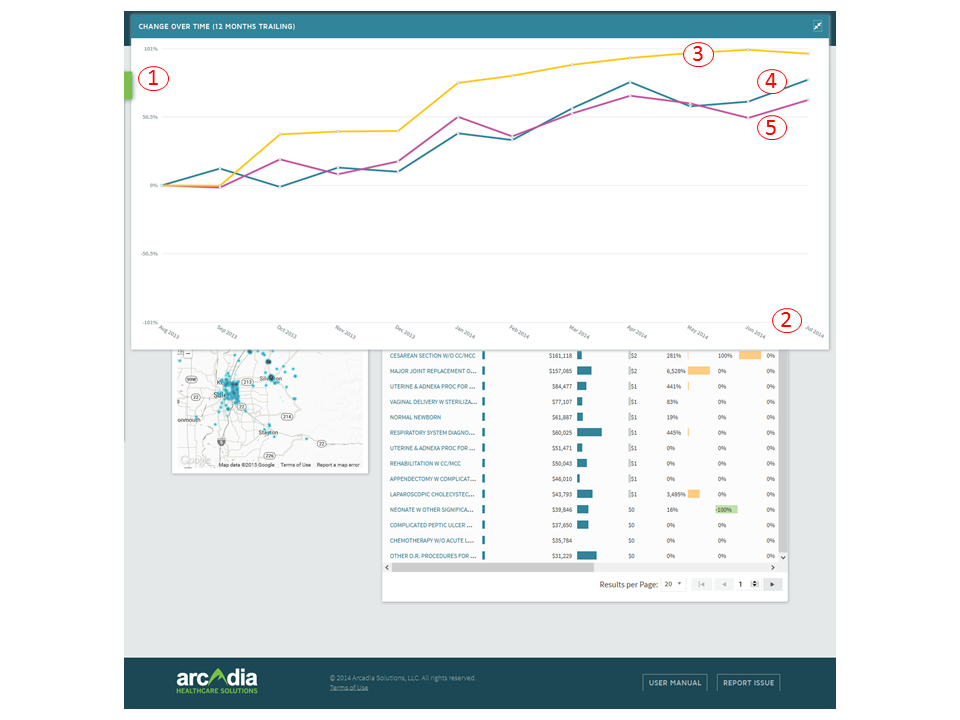 CHANGE OVER TIME (12 MONTHS TRAILING)
101%
1
3
4
50.5%
5
0%
-50.5%
-101%
2
Aug 2013 Sep 2013 Oct 2013 Nov 2013 Dec 2013 Jan 2014 Feb 2014 Mar 2014 Apr 2014 May 2014 Jun 2014 Jul 2014
CESAREAN SECTION W/O CC/MCC $161,118 $2 281% 100% 0%
MAJOR JOINT REPLACEMENT O... $157,085 $2 6,528% 0% 0%
UTERINE & ADNEXA PROC FOR ... $84,477 $1 441% 0% 0%
VAGINAL DELIVERY W STERILIZA... $77,107 $1 83% 0% 0%
NORMAL NEWBORN $61,887 $1 19% 0% 0%
RESPIRATORY SYSTEM DIAGNO... $60,025 $1 445% 0% 0%
UTERINE & ADNEXA PROC FOR ... $51,471 $1 0% 0% 0%
REHABILITATION W CC/MCC $50,043 $1 0% 0% 0%
APPENDECTOMY W COMPLICAT... $46,010 $1 0% 0% 0%
LAPAROSCOPIC CHOLECYSTEC... $43,793 $1 3,495% 0% 0%
NEONATE W OTHER SIGNIFICA... $39,846 $0 16% -100% 0%
COMPLICATED PEPTIC ULCER ... $37,650 $0 0% 0% 0%
CHEMOTHERAPY W/O ACUTE L... $35,784 $0 0% 0% 0%
OTHER O.R. PROCEDURES FOR ... $31,229 $0 0% 0% 0%
99W
213
Silverton
22
22
214
Stayton
5
22
226
Google Map data ©2015 Google Terms of Use Report a map error
Results per Page: 20 1
arcadia
HEALTHCARE SOLUTIONS
© 2014 Arcadia Solutions, LLC. All rights reserved.
Terms of Use
USER MANUAL REPORT ISSUE